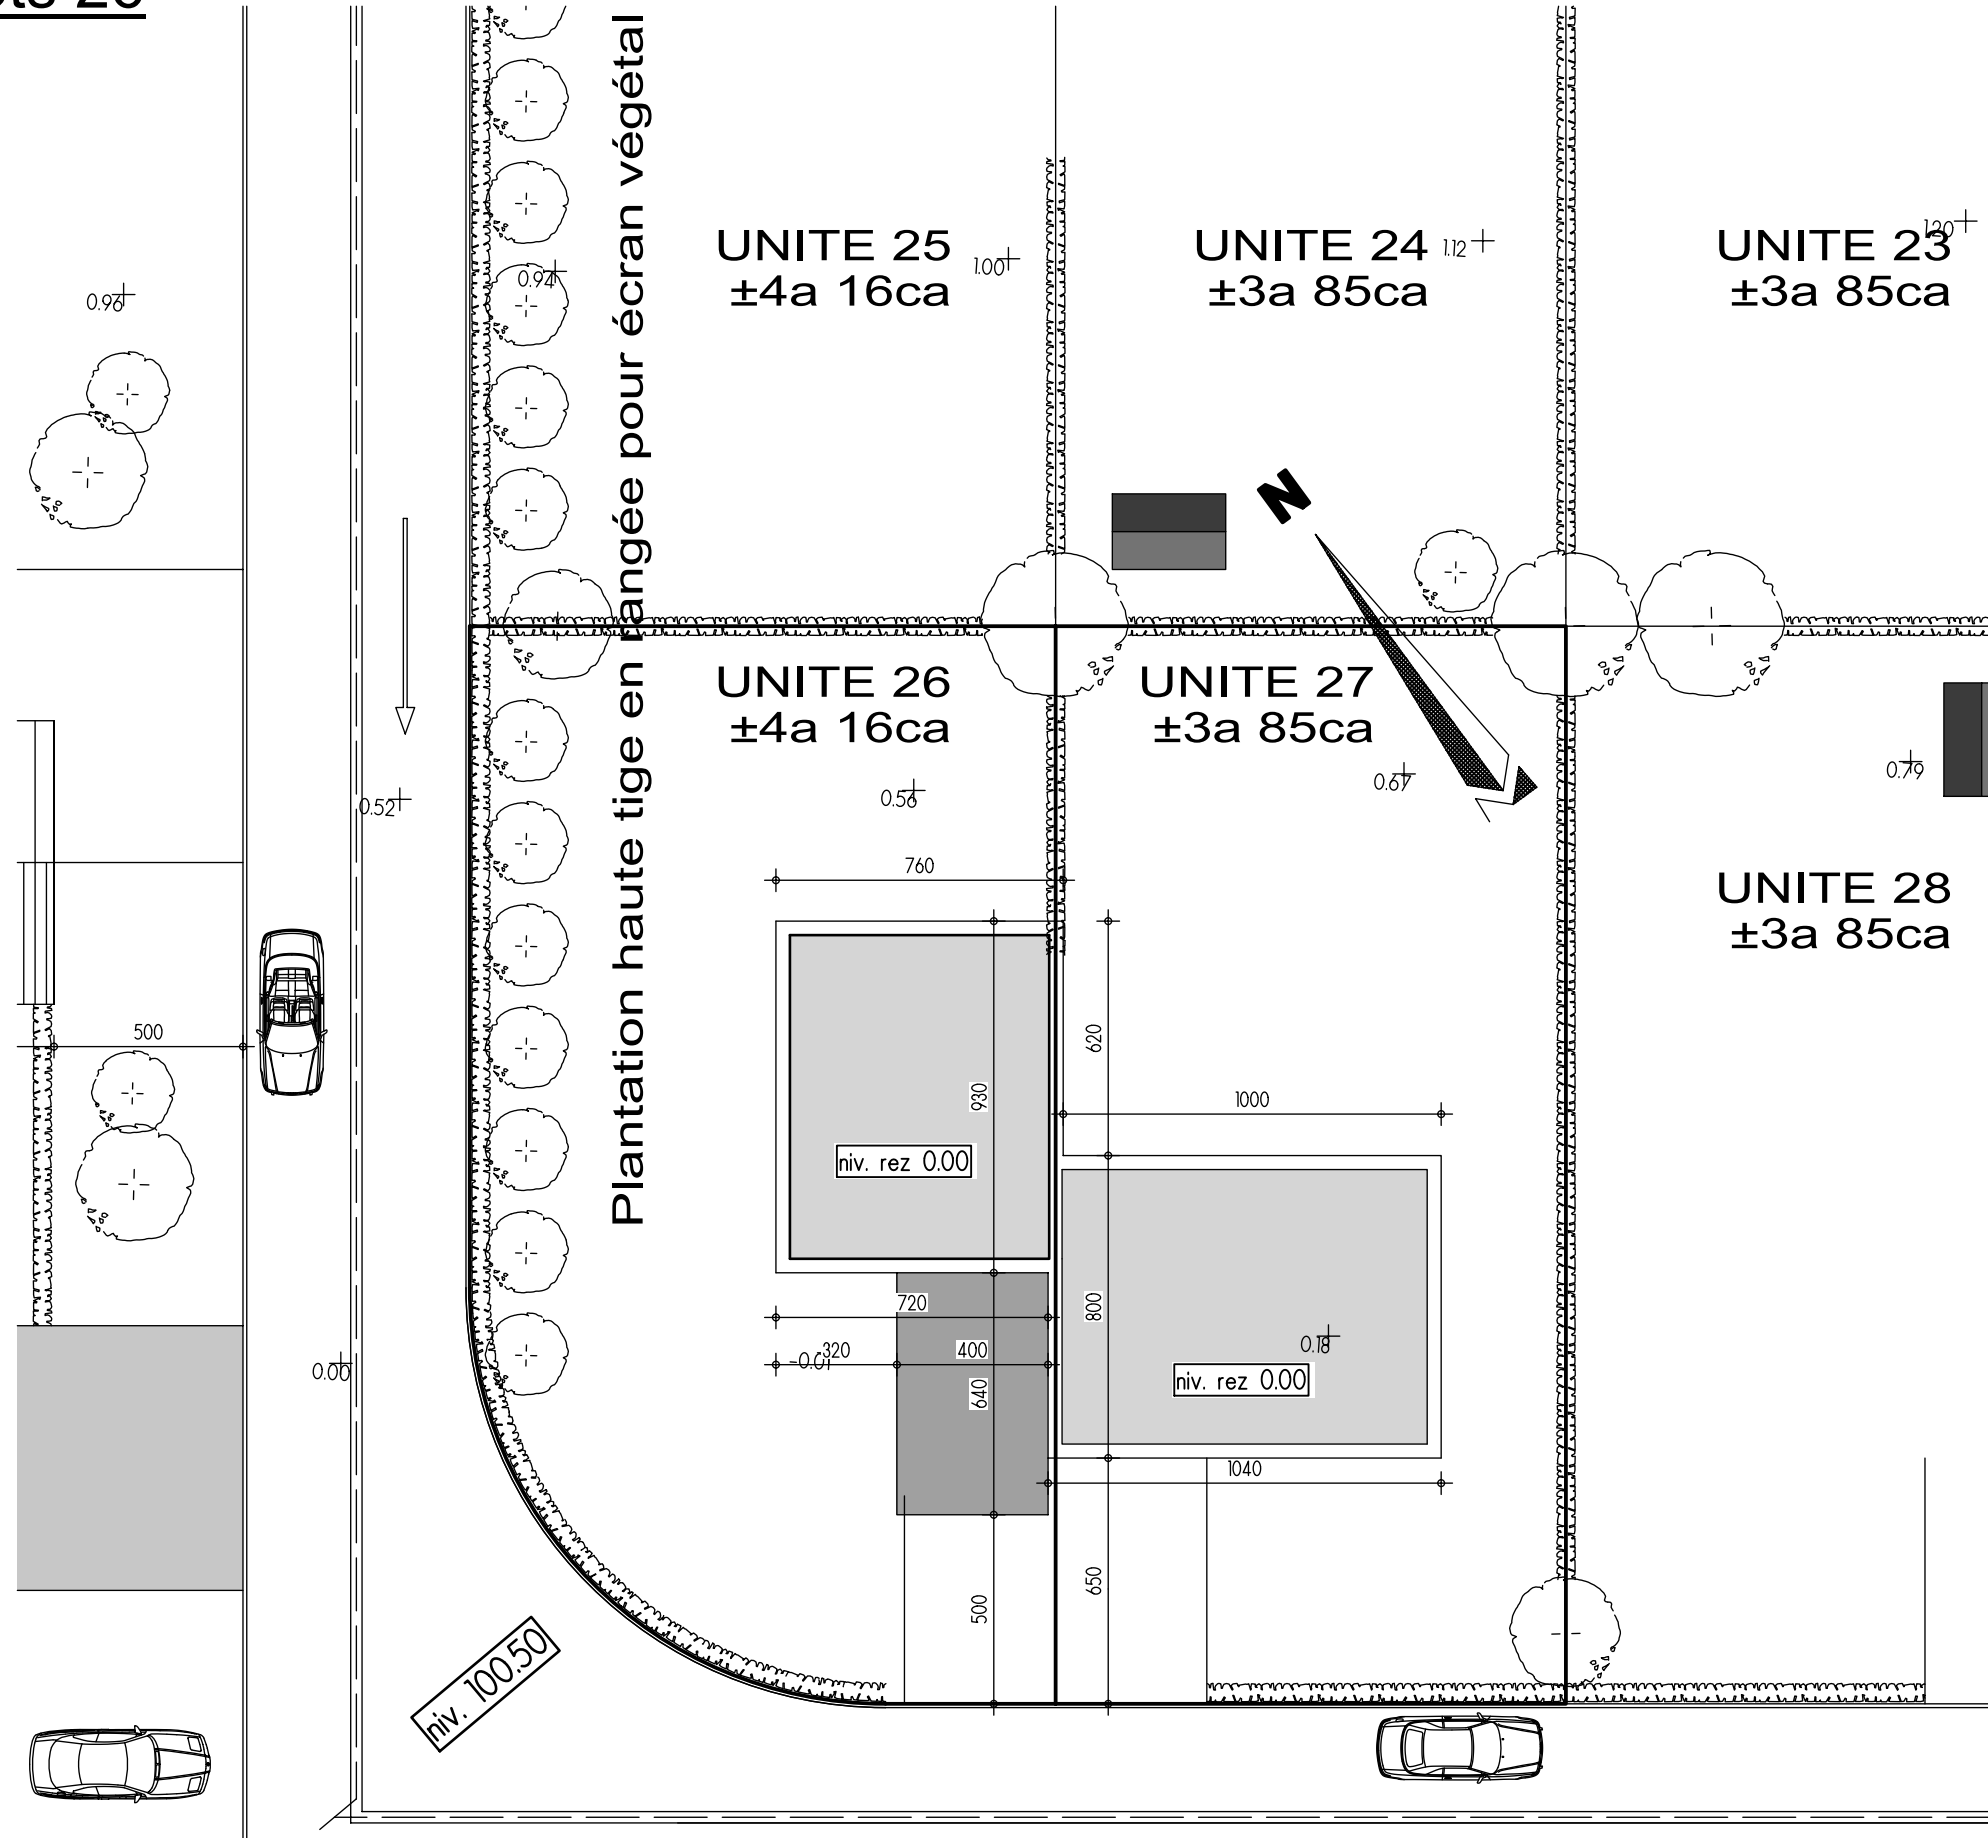 26
Plantation haute tige en rangée pour écran végétal
UNITE 25
±4a 16ca
UNITE 24
±3a 85ca
UNITE 23
±3a 85ca
1.20
1.12
1.00
0.94
0.96
N
UNITE 26
±4a 16ca
UNITE 27
±3a 85ca
0.52
0.56
0.67
0.79
760
UNITE 28
±3a 85ca
500
620
930
1000
niv. rez 0.00
720
800
0.00
-0.01
320
400
0.18
640
niv. rez 0.00
1040
650
500
niv. 100.50